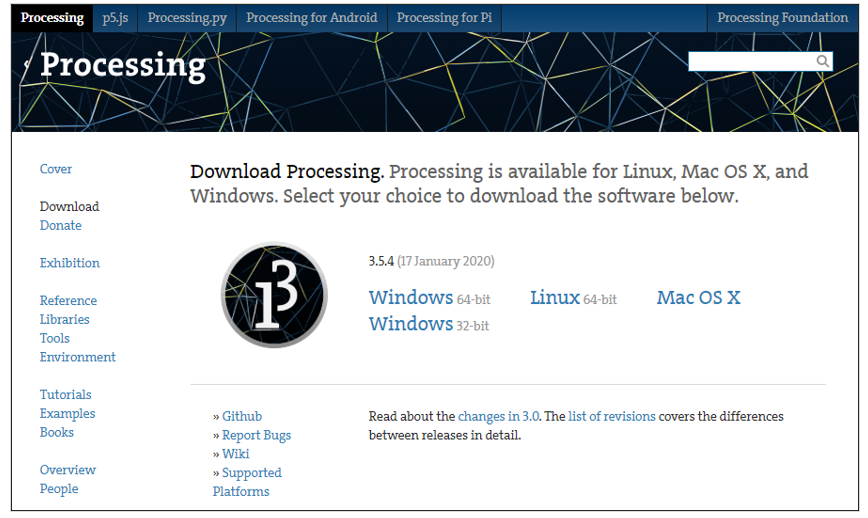 Processing p5.js Processing.py Processing for Android Processing for Pi Processing Foundation
‹ Processing
Cover
Download
Donate
Exhibition
Reference
Libraries
Tools
Environment
Tutorials
Examples
Books
Overview
People
Download Processing. Processing is available for Linux, Mac OS X, and
Windows. Select your choice to download the software below.
3
3.5.4 (17 January 2020)
Windows 64-bit Linux 64-bit Mac OS X
Windows 32-bit
» Github
» Report Bugs
» Wiki
» Supported
Platforms
Read about the changes in 3.0. The list of revisions covers the differences
between releases in detail.